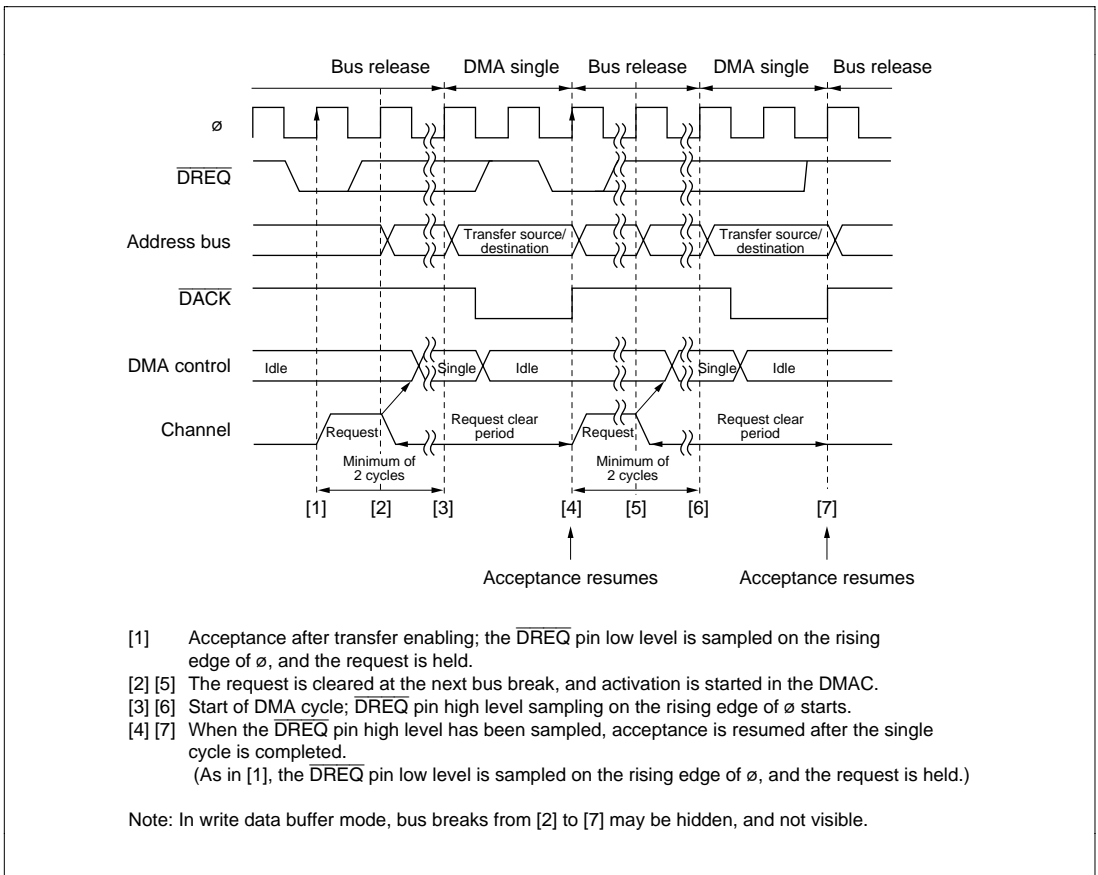 Bus release DMA single Bus release DMA single Bus release
ø
DREQ
Address bus
Transfer source/
destination
Transfer source/
destination
DACK
DMA control
Idle Single Idle Single Idle
Channel
Request
Request clear
period
Request
Request clear
period
Minimum of
2 cycles
Minimum of
2 cycles
[1] [2] [3] [4] [5] [6] [7]
Acceptance resumes Acceptance resumes
[1] Acceptance after transfer enabling; the DREQ pin low level is sampled on the rising
edge of ø, and the request is held.
[2] [5] The request is cleared at the next bus break, and activation is started in the DMAC.
[3] [6] Start of DMA cycle; DREQ pin high level sampling on the rising edge of ø starts.
[4] [7] When the DREQ pin high level has been sampled, acceptance is resumed after the single
cycle is completed.
(As in [1], the DREQ pin low level is sampled on the rising edge of ø, and the request is held.)
Note: In write data buffer mode, bus breaks from [2] to [7] may be hidden, and not visible.